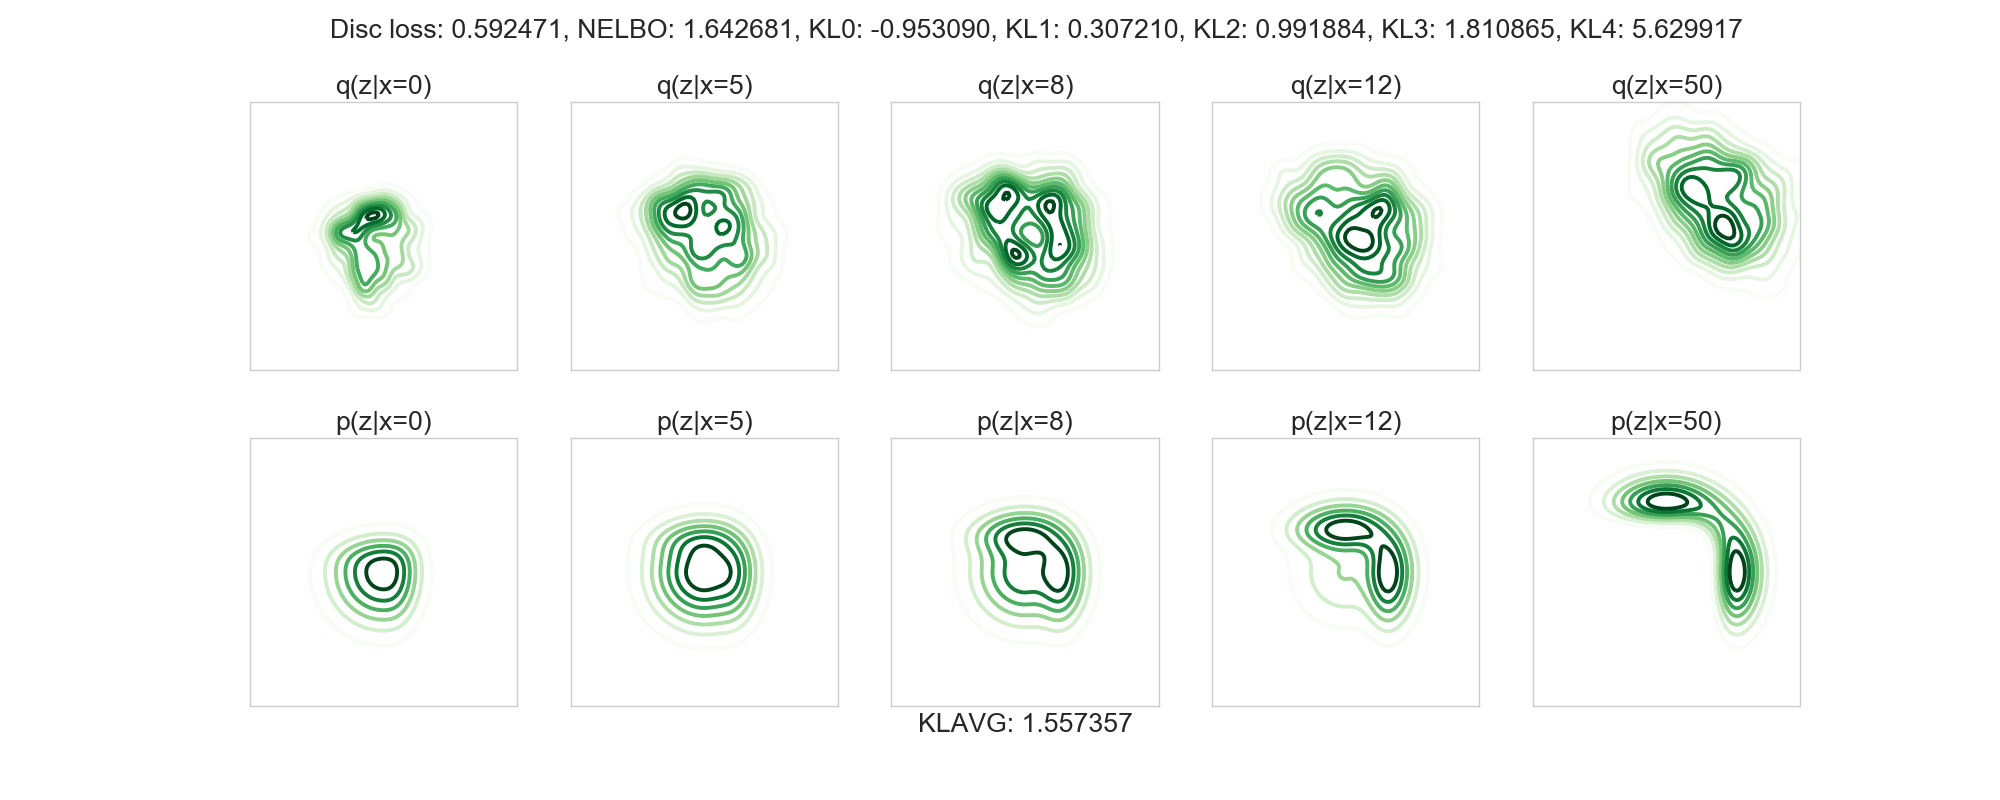 Disc loss: 0.592471, NELBO: 1.642681, KL0: -0.953090, KL1: 0.307210, KL2: 0.991884, KL3: 1.810865, KL4: 5.629917
q(z|x=0) q(z|x=5) q(z|x=8) q(z|x=12) q(z|x=50)
p(z|x=0) p(z|x=5) p(z|x=8) p(z|x=12) p(z|x=50)
KLAVG: 1.557357